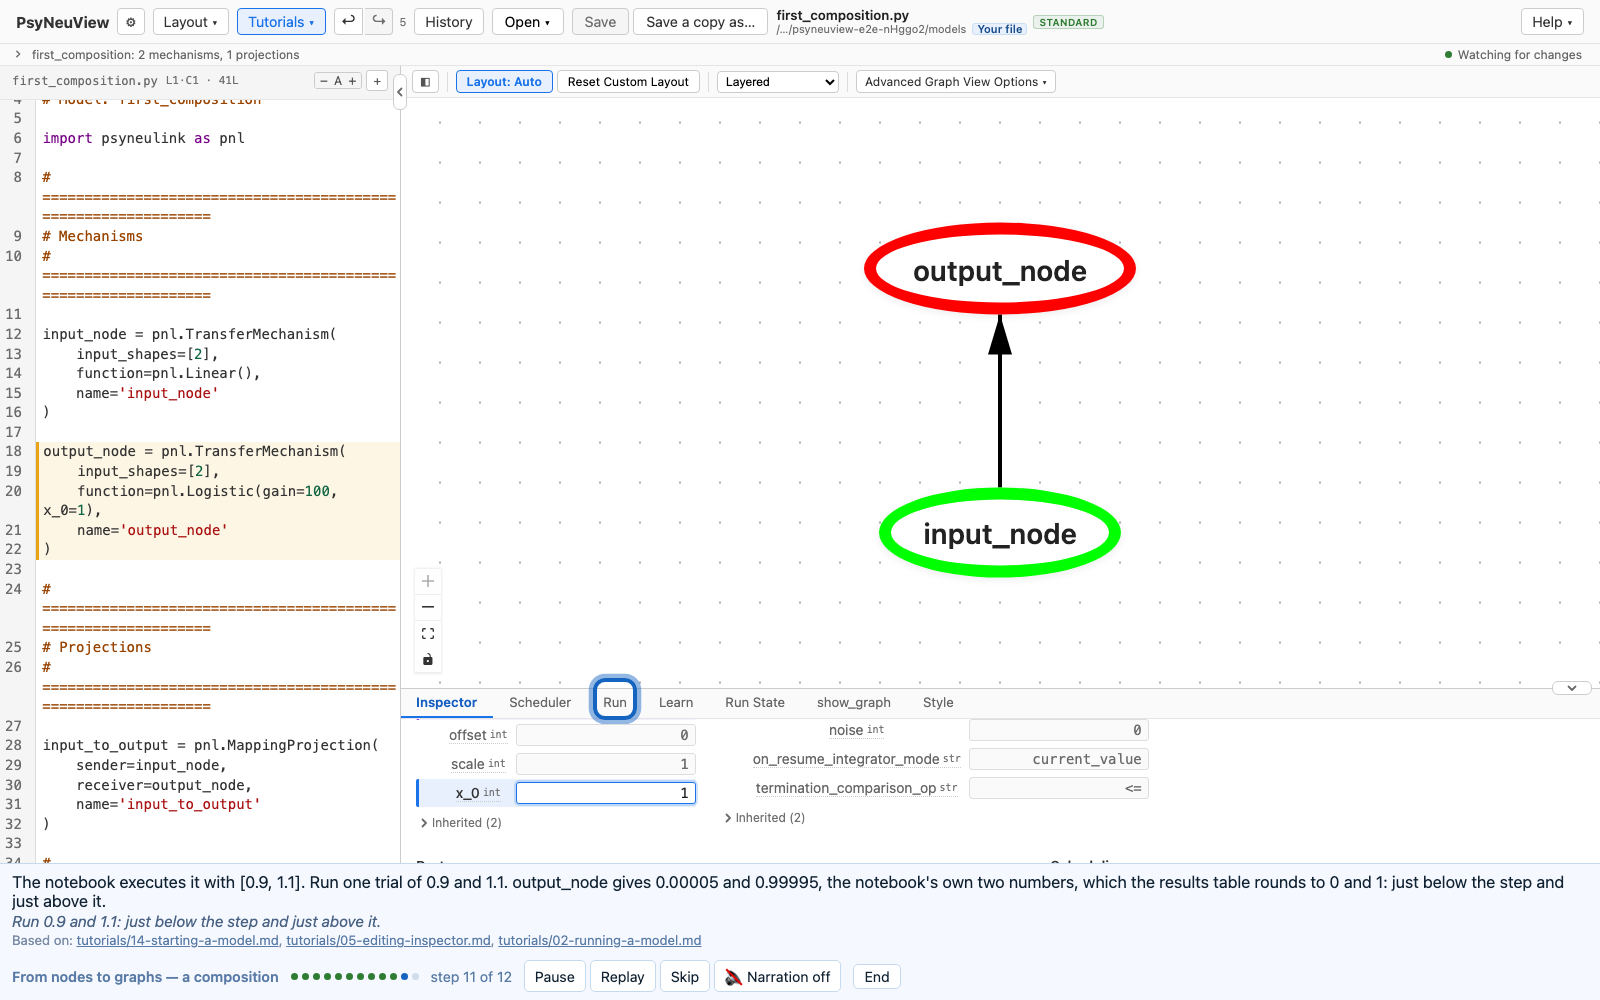 PsyNeuView
Layout ▾
Tutorials ▾
5
History
Open ▾
Save
Save a copy as...
first_composition.py
/.../psyneuview-e2e-nHggo2/models
Your file
STANDARD
Help ▾
first_composition: 2 mechanisms, 1 projections
Watching for changes
first_composition.py L1·C1 · 41L
− A +
+
Layout: Auto
Reset Custom Layout
Layered
Advanced Graph View Options ▾
4 # Model: first_composition
5
6 import psyneulink as pnl
7
8 #
==========================================
====================
9 # Mechanisms
10 #
==========================================
====================
11
12 input_node = pnl.TransferMechanism(
13 input_shapes=[2],
14 function=pnl.Linear(),
15 name='input_node'
16 )
17
18 output_node = pnl.TransferMechanism(
19 input_shapes=[2],
20 function=pnl.Logistic(gain=100,
x_0=1),
21 name='output_node'
22 )
23
24 #
==========================================
====================
25 # Projections
26 #
==========================================
====================
27
28 input_to_output = pnl.MappingProjection(
29 sender=input_node,
30 receiver=output_node,
31 name='input_to_output'
32 )
33
34 #
output_node
input_node
Inspector
Scheduler
Run
Learn
Run State
show_graph
Style
offset int 0
scale int 1
x_0 int 1
Inherited (2)
noise int 0
on_resume_integrator_mode str current_value
termination_comparison_op str <=
Inherited (2)
The notebook executes it with [0.9, 1.1]. Run one trial of 0.9 and 1.1. output_node gives 0.00005 and 0.99995, the notebook's own two numbers, which the results table rounds to 0 and 1: just below the step and
just above it.
Run 0.9 and 1.1: just below the step and just above it.
Based on: tutorials/14-starting-a-model.md, tutorials/05-editing-inspector.md, tutorials/02-running-a-model.md
From nodes to graphs — a composition
step 11 of 12
Pause
Replay
Skip
Narration off
End